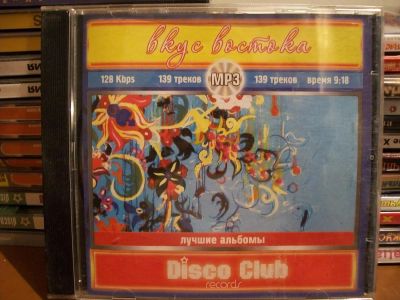 вкус востока
128 Kbps 139 треков MP3 139 треков время 9:18
лучшие альбомы
Disco Club
records